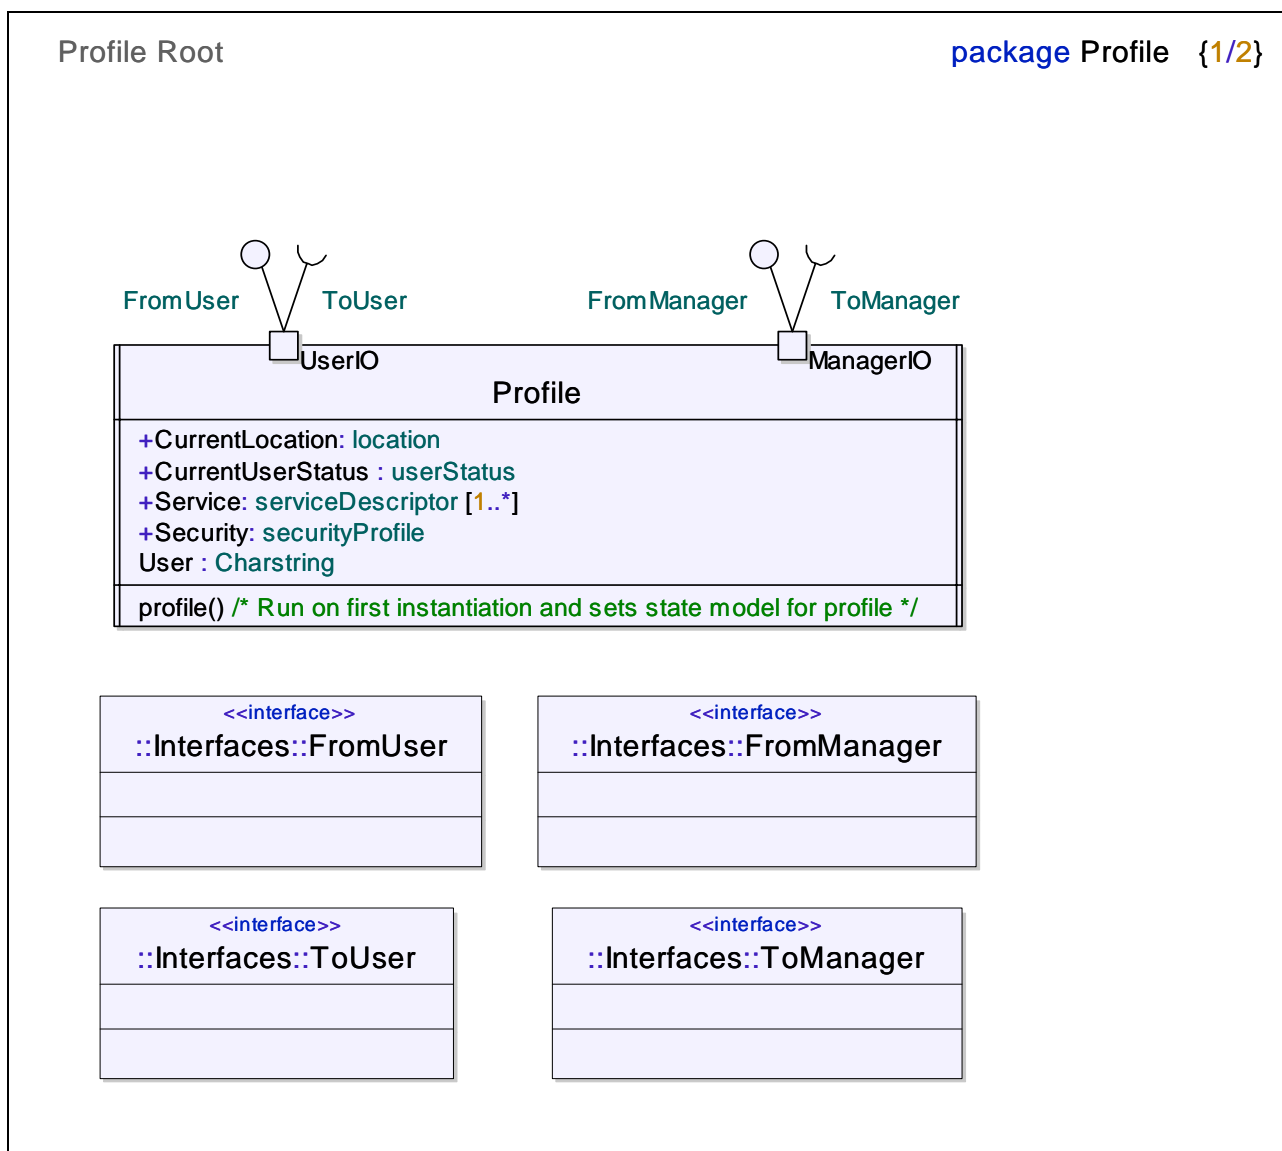 Profile Root
package Profile {1/2}
FromUser
ToUser
FromManager
ToManager
UserIO
ManagerIO
Profile
+CurrentLocation: location
+CurrentUserStatus : userStatus
+Service: serviceDescriptor [1..*]
+Security: securityProfile
User : Charstring
profile() /* Run on first instantiation and sets state model for profile */
<<interface>>
::Interfaces::FromUser
<<interface>>
::Interfaces::FromManager
<<interface>>
::Interfaces::ToUser
<<interface>>
::Interfaces::ToManager